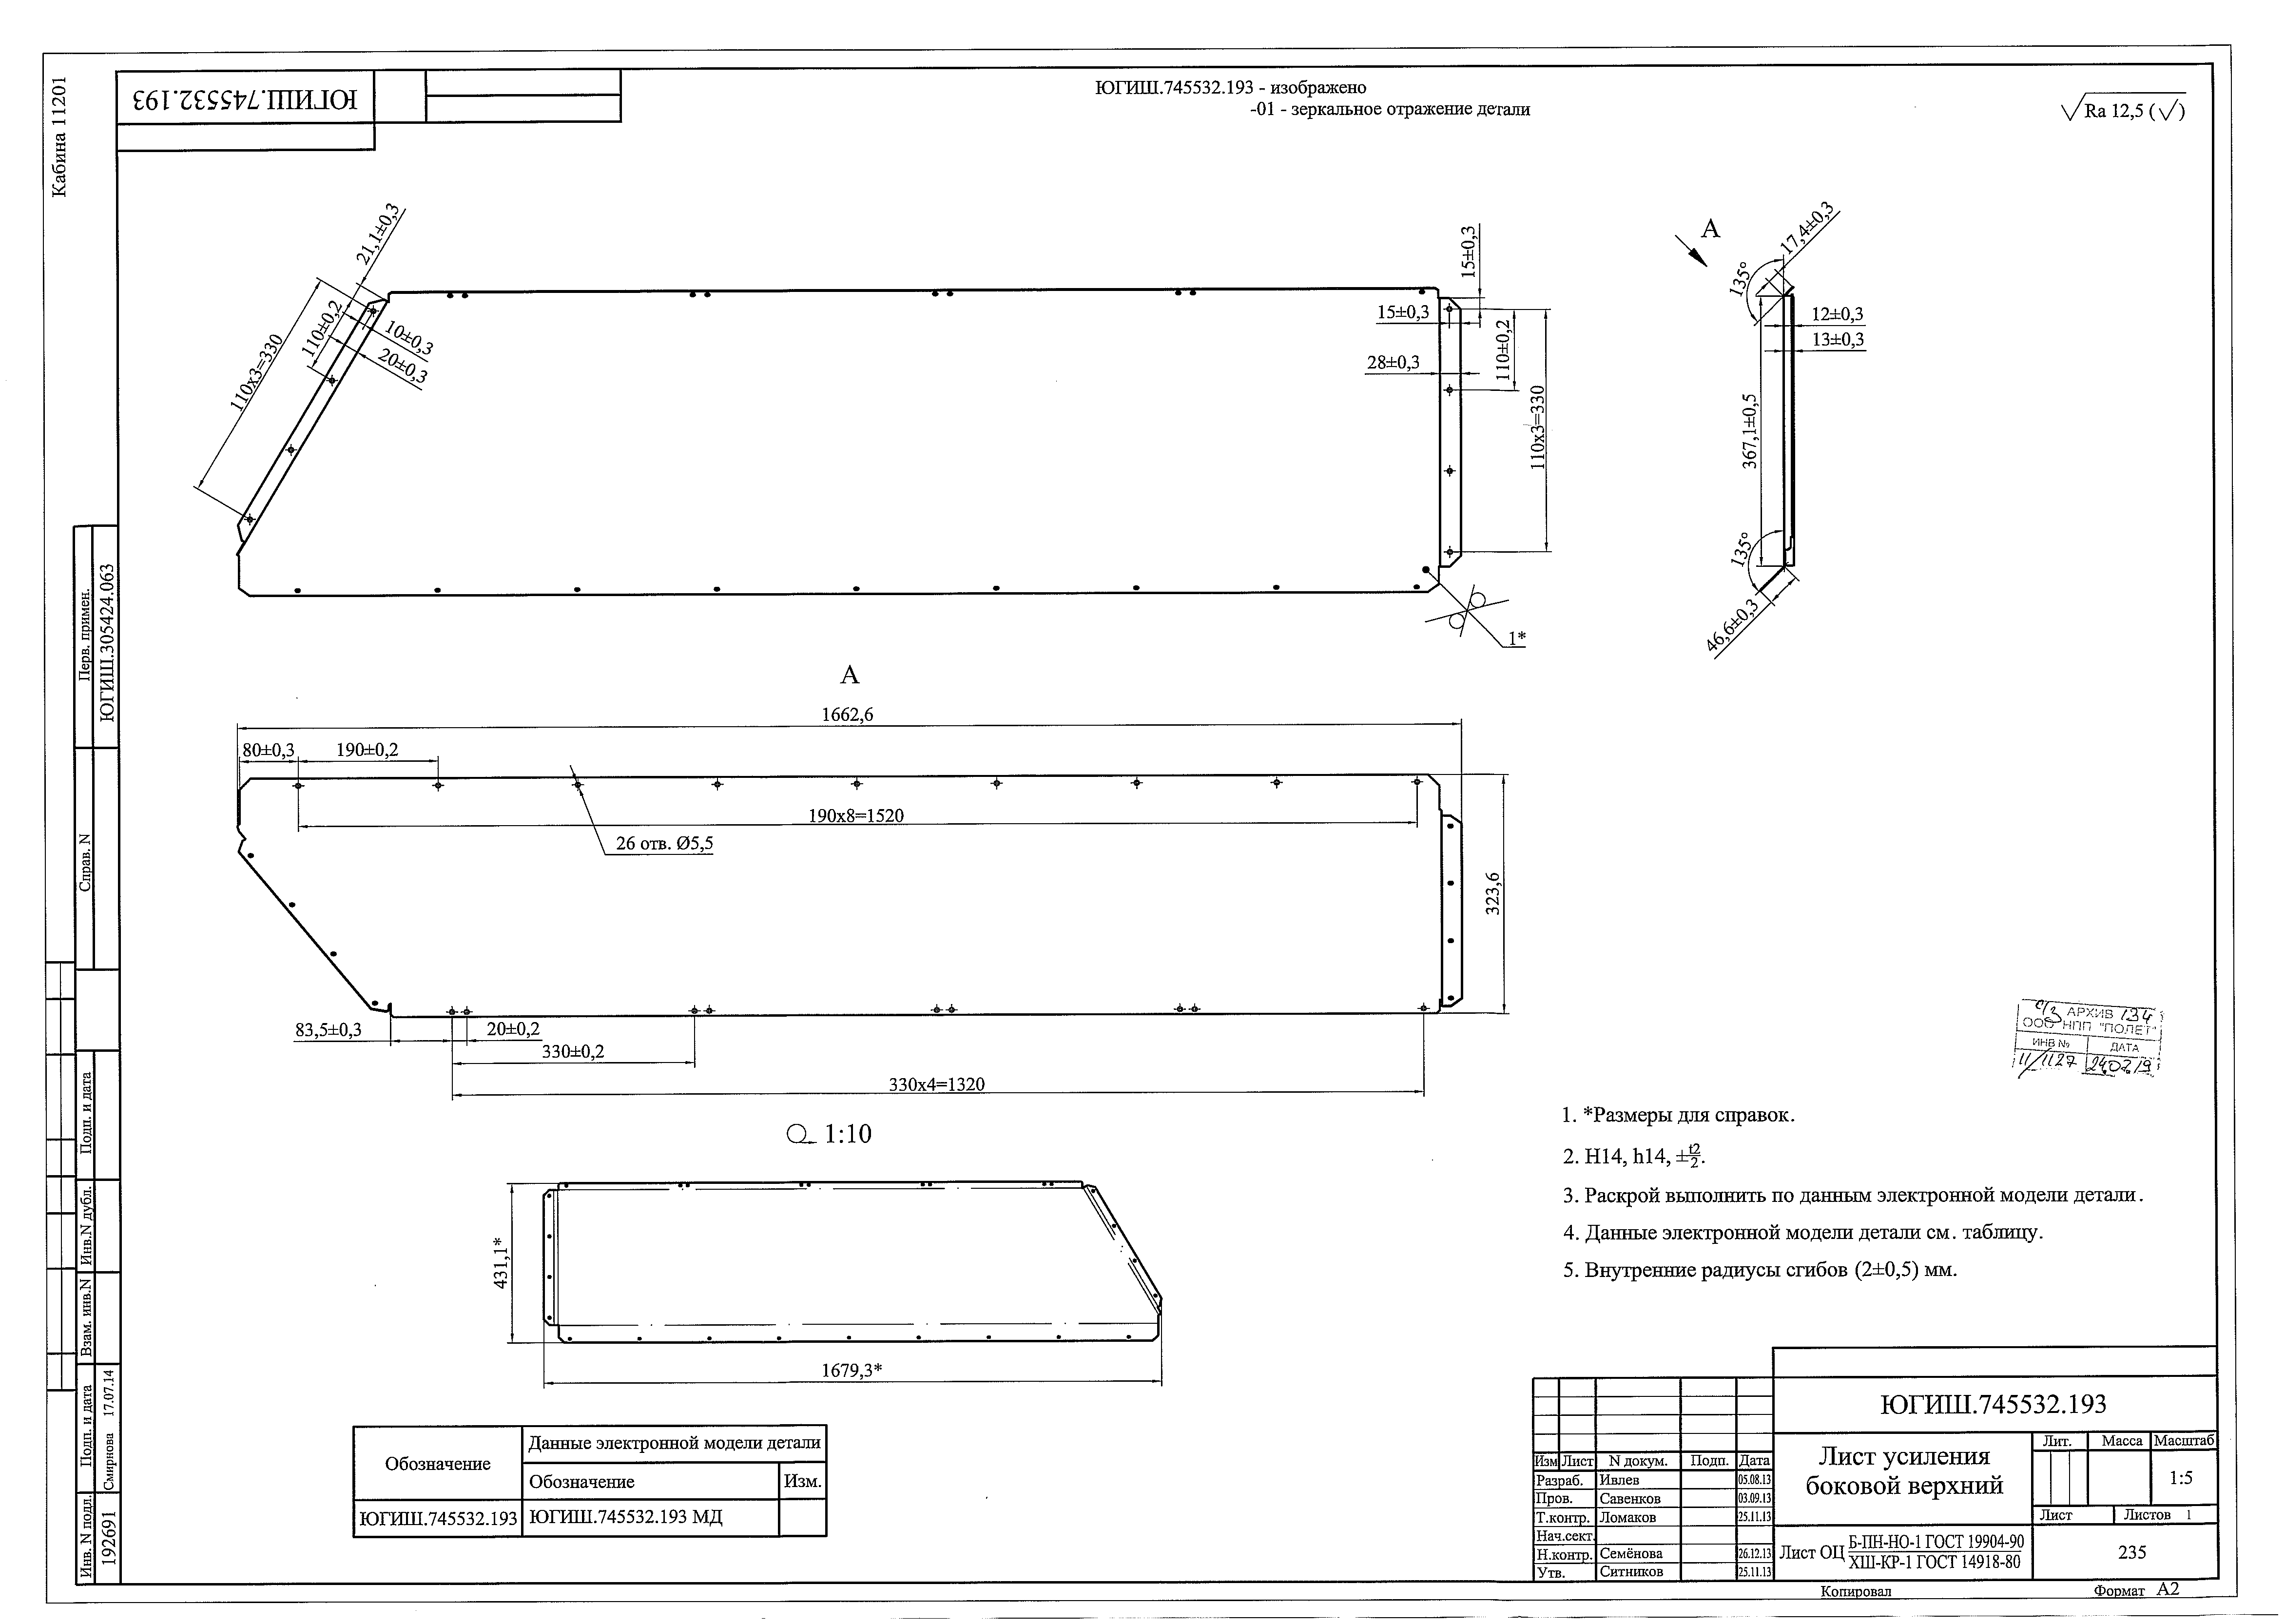 Кабина 11201
ЮГИШ.745532.193
ЮГИШ.745532.193 - изображено
-01 - зеркальное отражение детали
Ra 12,5 (√)
21,1±0,3
110x3=330
110±0,2
10±0,3
20±0,3
15±0,3
15±0,3
28±0,3
110±0,2
110x3=330
1*
А
17,4±0,3
135°
12±0,3
13±0,3
367,1±0,5
135°
46,6±0,3
А
1662,6
80±0,3
190±0,2
190x8=1520
26 отв. Ø5,5
323,6
83,5±0,3
20±0,2
330±0,2
330x4=1320
1:10
431,1*
1679,3*
АРХИВ 134
ООО НПП "ПОЛЕТ"
ИНВ № ДАТА
11/1127
1. *Размеры для справок.
2. H14, h14, ±t2/2.
3. Раскрой выполнить по данным электронной модели детали.
4. Данные электронной модели детали см. таблицу.
5. Внутренние радиусы сгибов (2±0,5) мм.
Обозначение
Данные электронной модели детали
Обозначение Изм.
ЮГИШ.745532.193 ЮГИШ.745532.193 МД
Перв. примен.
ЮГИШ.305424.063
Справ. N
Подп. и дата
Инв.N дубл.
Взам. инв.N
Подп. и дата
Смирнова 17.07.14
Инв. N подл.
192691
ЮГИШ.745532.193
Лист усиления
боковой верхний
Лит. Масса Масштаб
1:5
Лист Листов 1
Изм Лист N докум. Подп. Дата
Разраб. Ивлев 05.08.13
Пров. Савенков 03.09.13
Т.контр. Ломаков 25.11.13
Нач.сект.
Н.контр. Семёнова 26.12.13
Утв. Ситников 25.11.13
Лист ОЦ Б-ПН-НО-1 ГОСТ 19904-90
ХШ-КР-1 ГОСТ 14918-80
235
Копировал Формат А2